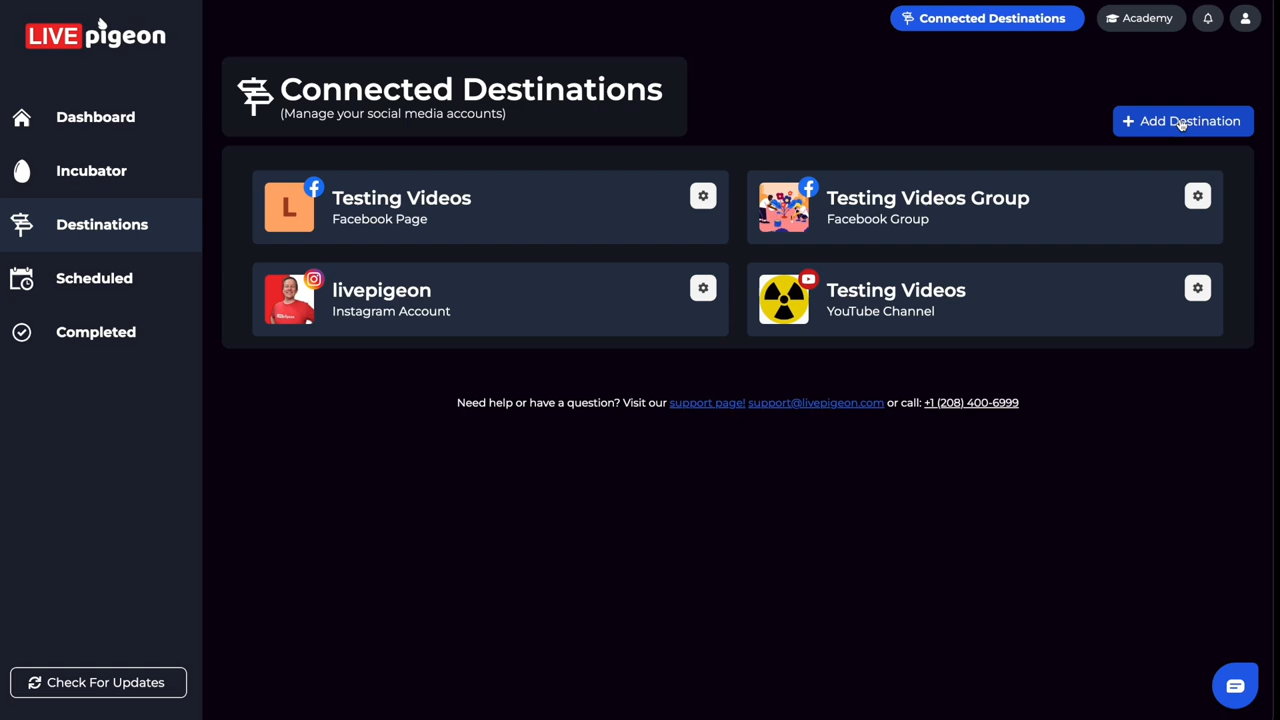 LIVE pigeon
Connected Destinations
Academy
Dashboard
Incubator
Destinations
Scheduled
Completed
Check For Updates
Connected Destinations
(Manage your social media accounts)
+ Add Destination
L
Testing Videos
Facebook Page
Testing Videos Group
Facebook Group
livepigeon
Instagram Account
Testing Videos
YouTube Channel
Need help or have a question? Visit our support page! support@livepigeon.com or call: +1 (208) 400-6999